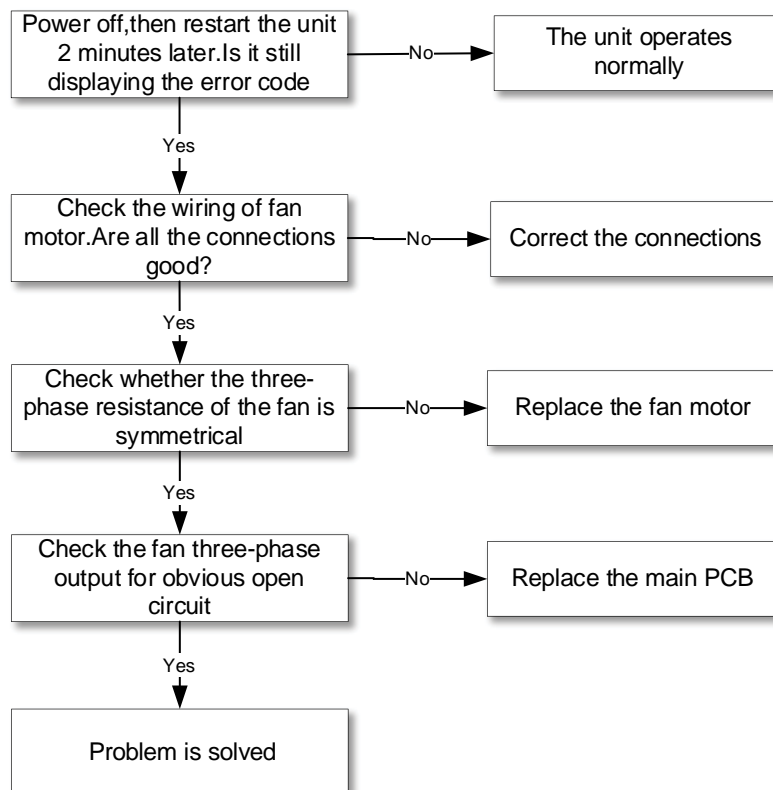 Power off,then restart the unit
2 minutes later.Is it still
displaying the error code
No
The unit operates
normally
Yes
Check the wiring of fan
motor.Are all the connections
good?
No
Correct the connections
Yes
Check whether the three-
phase resistance of the fan is
symmetrical
No
Replace the fan motor
Yes
Check the fan three-phase
output for obvious open
circuit
No
Replace the main PCB
Yes
Problem is solved